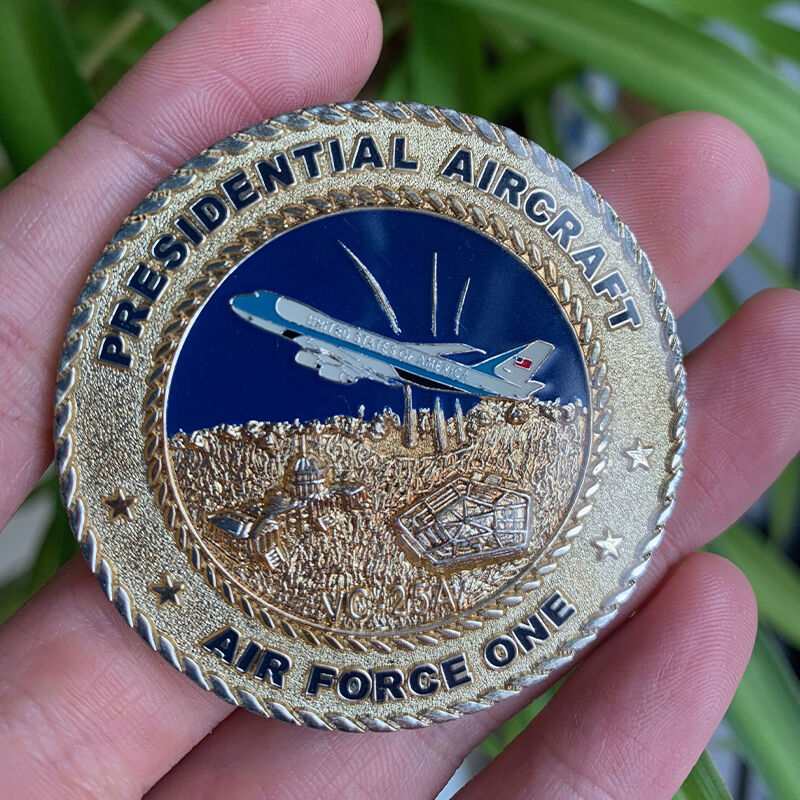 PRESIDENTIAL AIRCRAFT
UNITED STATES OF AMERICA
VC-25A
AIR FORCE ONE